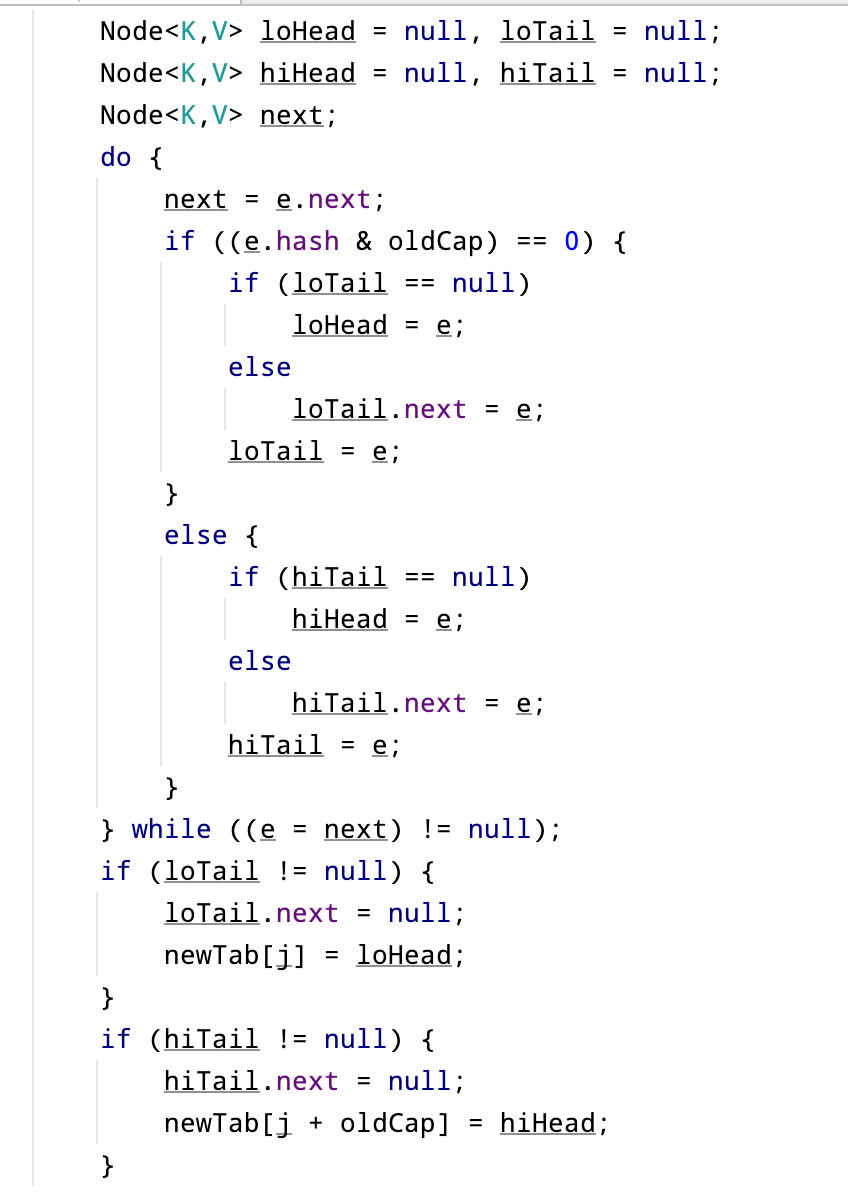 Node<K,V> loHead = null, loTail = null;
Node<K,V> hiHead = null, hiTail = null;
Node<K,V> next;
do {
    next = e.next;
    if ((e.hash & oldCap) == 0) {
        if (loTail == null)
            loHead = e;
        else
            loTail.next = e;
        loTail = e;
    }
    else {
        if (hiTail == null)
            hiHead = e;
        else
            hiTail.next = e;
        hiTail = e;
    }
} while ((e = next) != null);
if (loTail != null) {
    loTail.next = null;
    newTab[j] = loHead;
}
if (hiTail != null) {
    hiTail.next = null;
    newTab[j + oldCap] = hiHead;
}